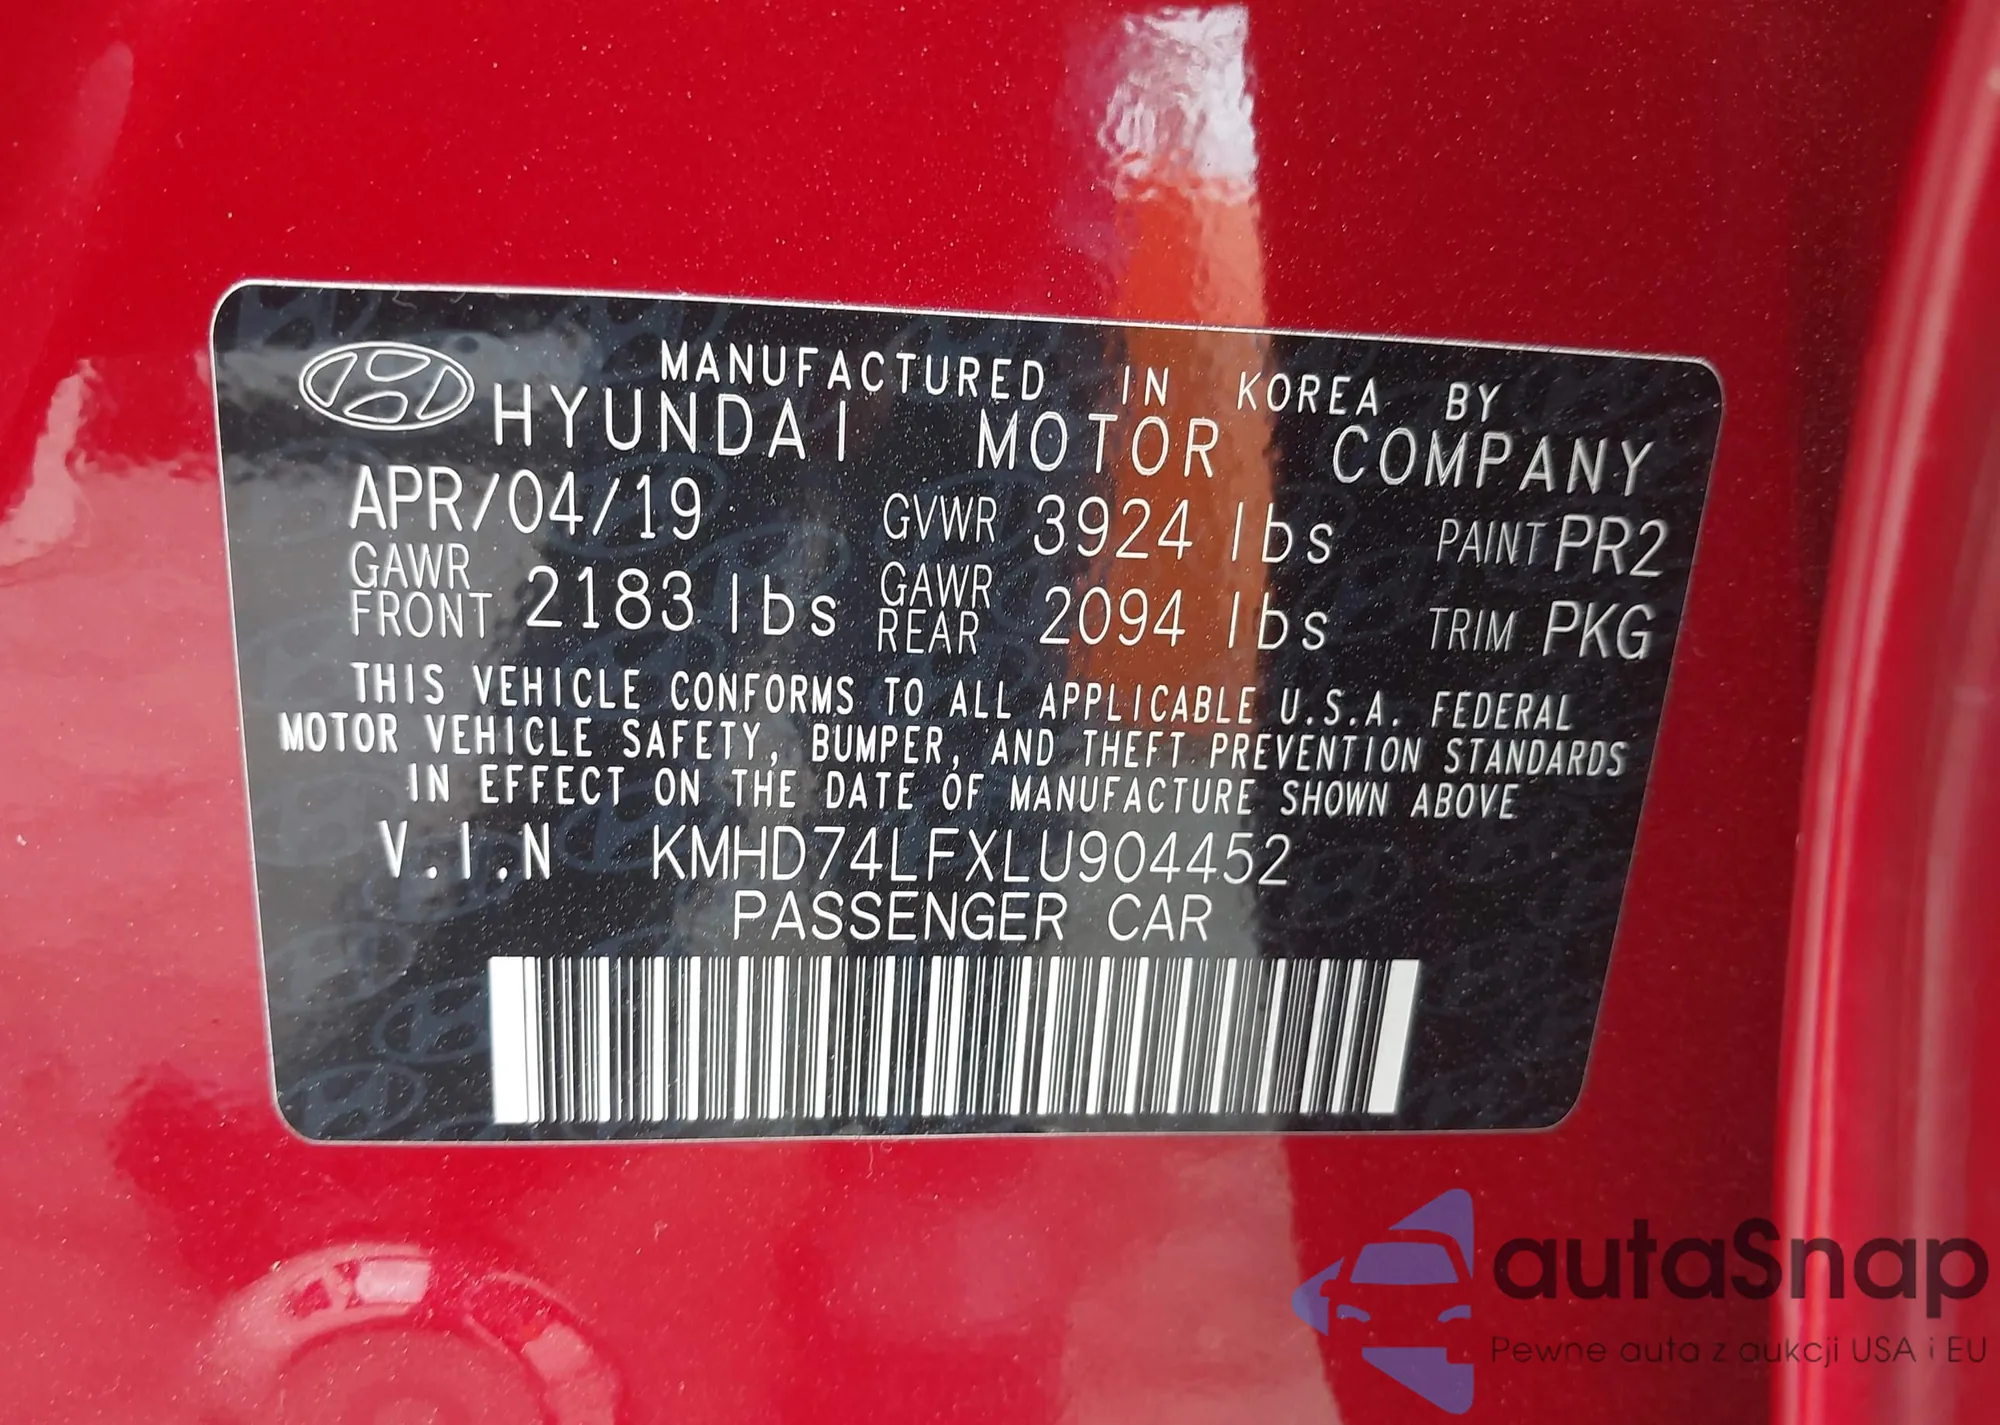 MANUFACTURED IN KOREA BY
HYUNDAI MOTOR COMPANY
APR/04/19 GVWR 3924 lbs PAINT PR2
GAWR FRONT 2183 lbs GAWR REAR 2094 lbs TRIM PKG
THIS VEHICLE CONFORMS TO ALL APPLICABLE U.S.A. FEDERAL
MOTOR VEHICLE SAFETY, BUMPER, AND THEFT PREVENTION STANDARDS
IN EFFECT ON THE DATE OF MANUFACTURE SHOWN ABOVE
V.I.N KMHD74LFXLU904452
PASSENGER CAR
autaSnap
Pewne auta z aukcji USA i EU